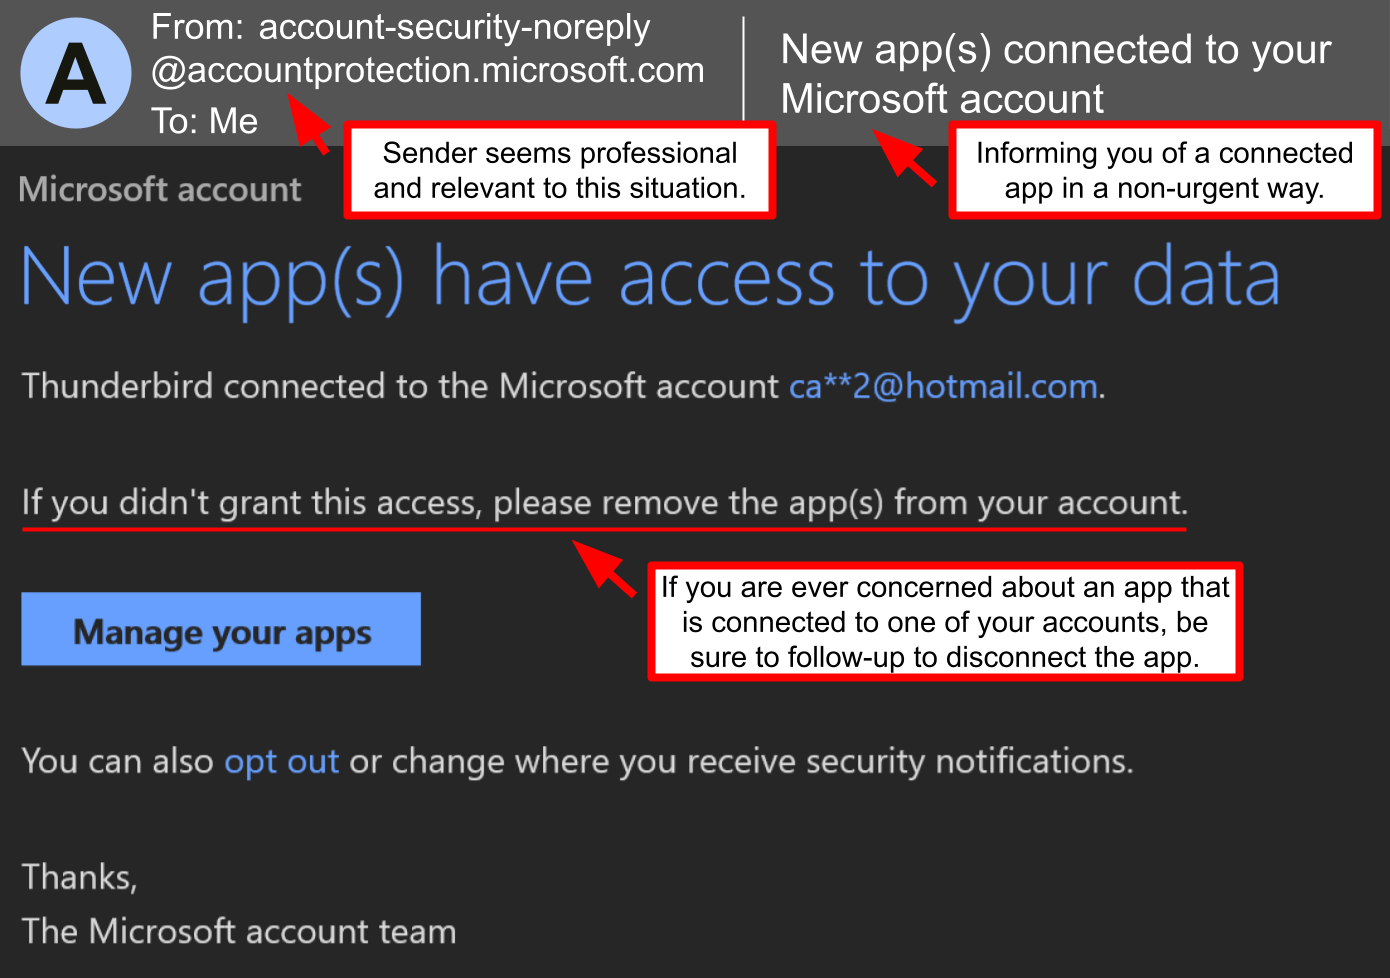 A
From: account-security-noreply
@accountprotection.microsoft.com
To: Me
New app(s) connected to your
Microsoft account
Sender seems professional
and relevant to this situation.
Informing you of a connected
app in a non-urgent way.
Microsoft account
New app(s) have access to your data
Thunderbird connected to the Microsoft account ca**2@hotmail.com.
If you didn't grant this access, please remove the app(s) from your account.
If you are ever concerned about an app that
is connected to one of your accounts, be
sure to follow-up to disconnect the app.
Manage your apps
You can also opt out or change where you receive security notifications.
Thanks,
The Microsoft account team